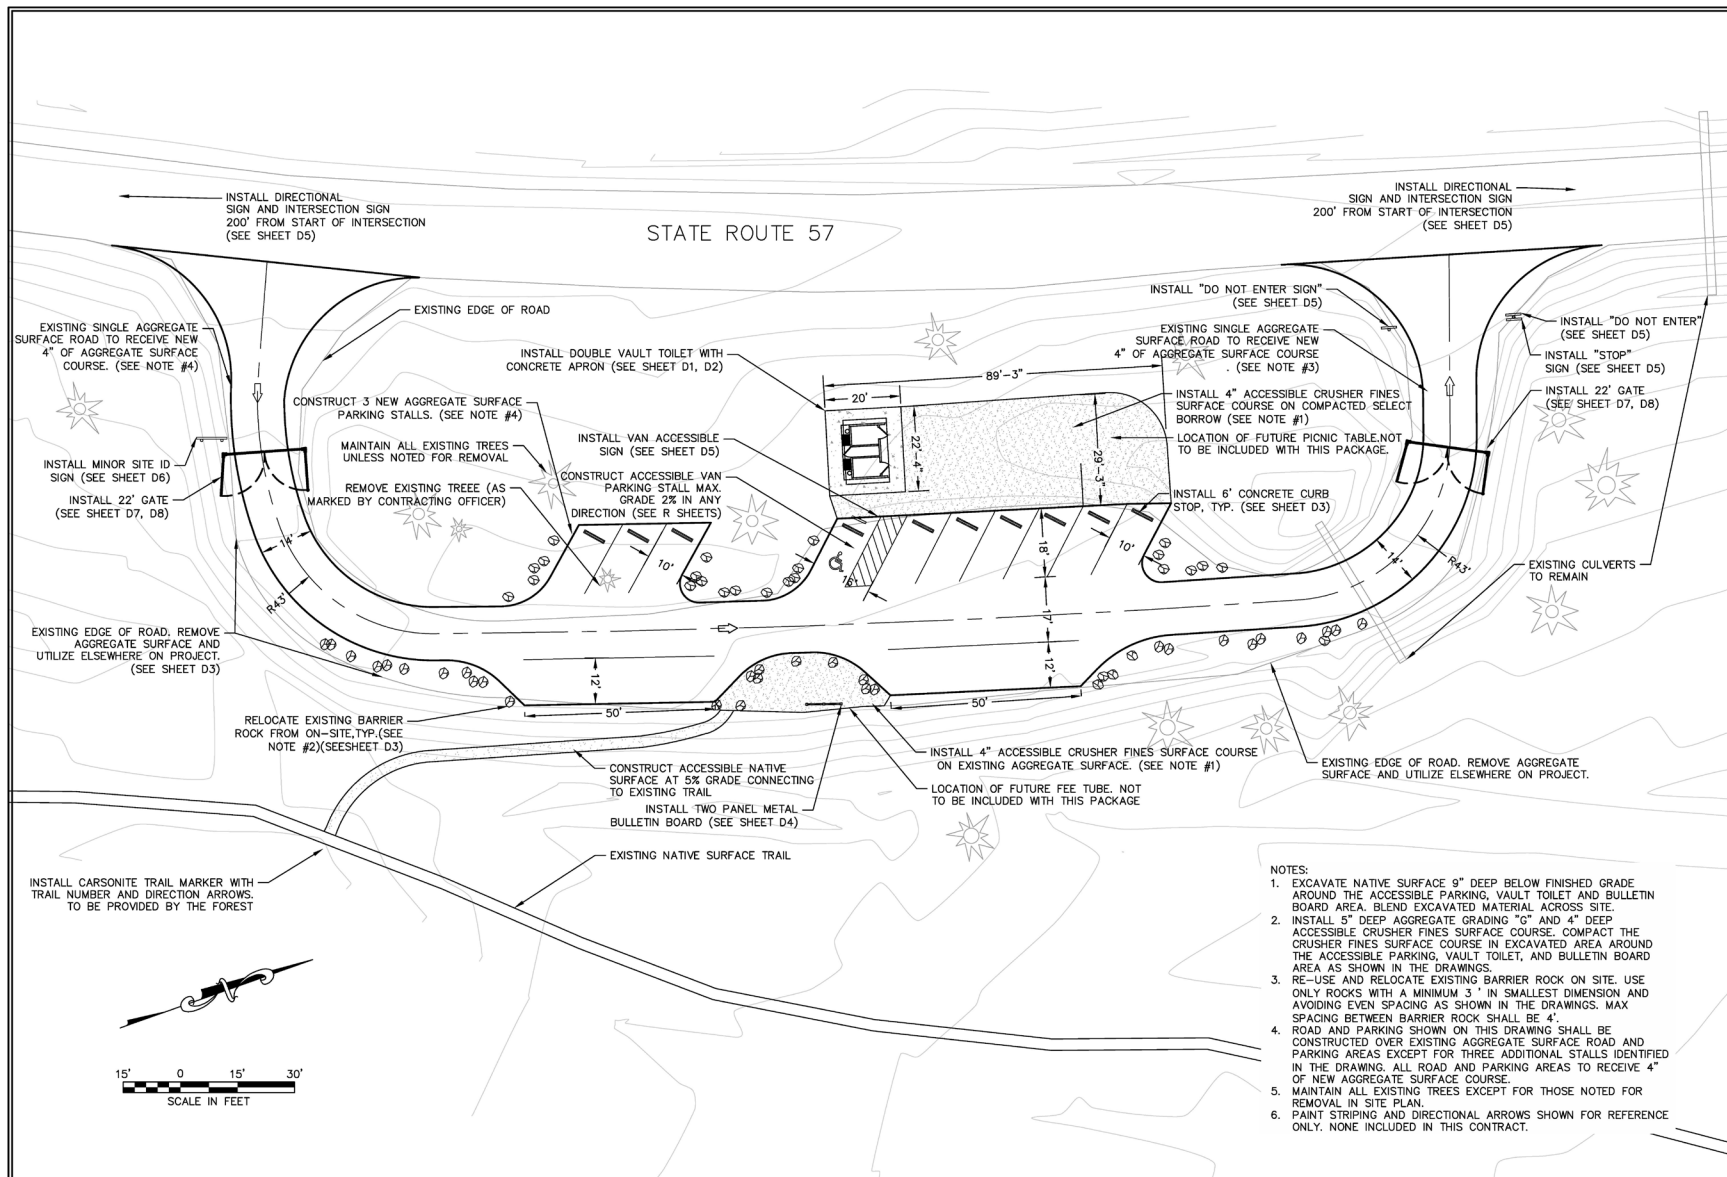 INSTALL DIRECTIONAL
SIGN AND INTERSECTION SIGN
200' FROM START OF INTERSECTION
(SEE SHEET D5)
STATE ROUTE 57
INSTALL DIRECTIONAL
SIGN AND INTERSECTION SIGN
200' FROM START OF INTERSECTION
(SEE SHEET D5)
EXISTING EDGE OF ROAD
EXISTING SINGLE AGGREGATE
SURFACE ROAD TO RECEIVE NEW
4" OF AGGREGATE SURFACE
COURSE. (SEE NOTE #4)
INSTALL DOUBLE VAULT TOILET WITH
CONCRETE APRON (SEE SHEET D1, D2)
INSTALL "DO NOT ENTER SIGN"
(SEE SHEET D5)
EXISTING SINGLE AGGREGATE
SURFACE ROAD TO RECEIVE NEW
4" OF AGGREGATE SURFACE COURSE
. (SEE NOTE #3)
INSTALL "DO NOT ENTER"
(SEE SHEET D5)
INSTALL "STOP"
SIGN (SEE SHEET D5)
INSTALL 22' GATE
(SEE SHEET D7, D8)
89'-3"
20'
22'-4"
29'-3"
CONSTRUCT 3 NEW AGGREGATE SURFACE
PARKING STALLS. (SEE NOTE #4)
INSTALL 4" ACCESSIBLE CRUSHER FINES
SURFACE COURSE ON COMPACTED SELECT
BORROW (SEE NOTE #1)
LOCATION OF FUTURE PICNIC TABLE.NOT
TO BE INCLUDED WITH THIS PACKAGE.
MAINTAIN ALL EXISTING TREES
UNLESS NOTED FOR REMOVAL
INSTALL VAN ACCESSIBLE
SIGN (SEE SHEET D5)
INSTALL MINOR SITE ID
SIGN (SEE SHEET D6)
INSTALL 22' GATE
(SEE SHEET D7, D8)
REMOVE EXISTING TREEE (AS
MARKED BY CONTRACTING OFFICER)
CONSTRUCT ACCESSIBLE VAN
PARKING STALL MAX.
GRADE 2% IN ANY
DIRECTION (SEE R SHEETS)
INSTALL 6' CONCRETE CURB
STOP, TYP. (SEE SHEET D3)
14'
R43'
10'
16'
18'
10'
17'
12'
14'
R43'
EXISTING CULVERTS
TO REMAIN
EXISTING EDGE OF ROAD. REMOVE
AGGREGATE SURFACE AND
UTILIZE ELSEWHERE ON PROJECT.
(SEE SHEET D3)
12'
50'
50'
RELOCATE EXISTING BARRIER
ROCK FROM ON-SITE,TYP.(SEE
NOTE #2)(SEESHEET D3)
CONSTRUCT ACCESSIBLE NATIVE
SURFACE AT 5% GRADE CONNECTING
TO EXISTING TRAIL
INSTALL TWO PANEL METAL
BULLETIN BOARD (SEE SHEET D4)
INSTALL 4" ACCESSIBLE CRUSHER FINES SURFACE COURSE
ON EXISTING AGGREGATE SURFACE. (SEE NOTE #1)
LOCATION OF FUTURE FEE TUBE. NOT
TO BE INCLUDED WITH THIS PACKAGE
EXISTING EDGE OF ROAD. REMOVE AGGREGATE
SURFACE AND UTILIZE ELSEWHERE ON PROJECT.
EXISTING NATIVE SURFACE TRAIL
INSTALL CARSONITE TRAIL MARKER WITH
TRAIL NUMBER AND DIRECTION ARROWS.
TO BE PROVIDED BY THE FOREST
N
15' 0 15' 30'
SCALE IN FEET
NOTES:
1. EXCAVATE NATIVE SURFACE 9" DEEP BELOW FINISHED GRADE
AROUND THE ACCESSIBLE PARKING, VAULT TOILET AND BULLETIN
BOARD AREA. BLEND EXCAVATED MATERIAL ACROSS SITE.
2. INSTALL 5" DEEP AGGREGATE GRADING "G" AND 4" DEEP
ACCESSIBLE CRUSHER FINES SURFACE COURSE. COMPACT THE
CRUSHER FINES SURFACE COURSE IN EXCAVATED AREA AROUND
THE ACCESSIBLE PARKING, VAULT TOILET, AND BULLETIN BOARD
AREA AS SHOWN IN THE DRAWINGS.
3. RE-USE AND RELOCATE EXISTING BARRIER ROCK ON SITE. USE
ONLY ROCKS WITH A MINIMUM 3 ' IN SMALLEST DIMENSION AND
AVOIDING EVEN SPACING AS SHOWN IN THE DRAWINGS. MAX
SPACING BETWEEN BARRIER ROCK SHALL BE 4'.
4. ROAD AND PARKING SHOWN ON THIS DRAWING SHALL BE
CONSTRUCTED OVER EXISTING AGGREGATE SURFACE ROAD AND
PARKING AREAS EXCEPT FOR THREE ADDITIONAL STALLS IDENTIFIED
IN THE DRAWING. ALL ROAD AND PARKING AREAS TO RECEIVE 4"
OF NEW AGGREGATE SURFACE COURSE.
5. MAINTAIN ALL EXISTING TREES EXCEPT FOR THOSE NOTED FOR
REMOVAL IN SITE PLAN.
6. PAINT STRIPING AND DIRECTIONAL ARROWS SHOWN FOR REFERENCE
ONLY. NONE INCLUDED IN THIS CONTRACT.